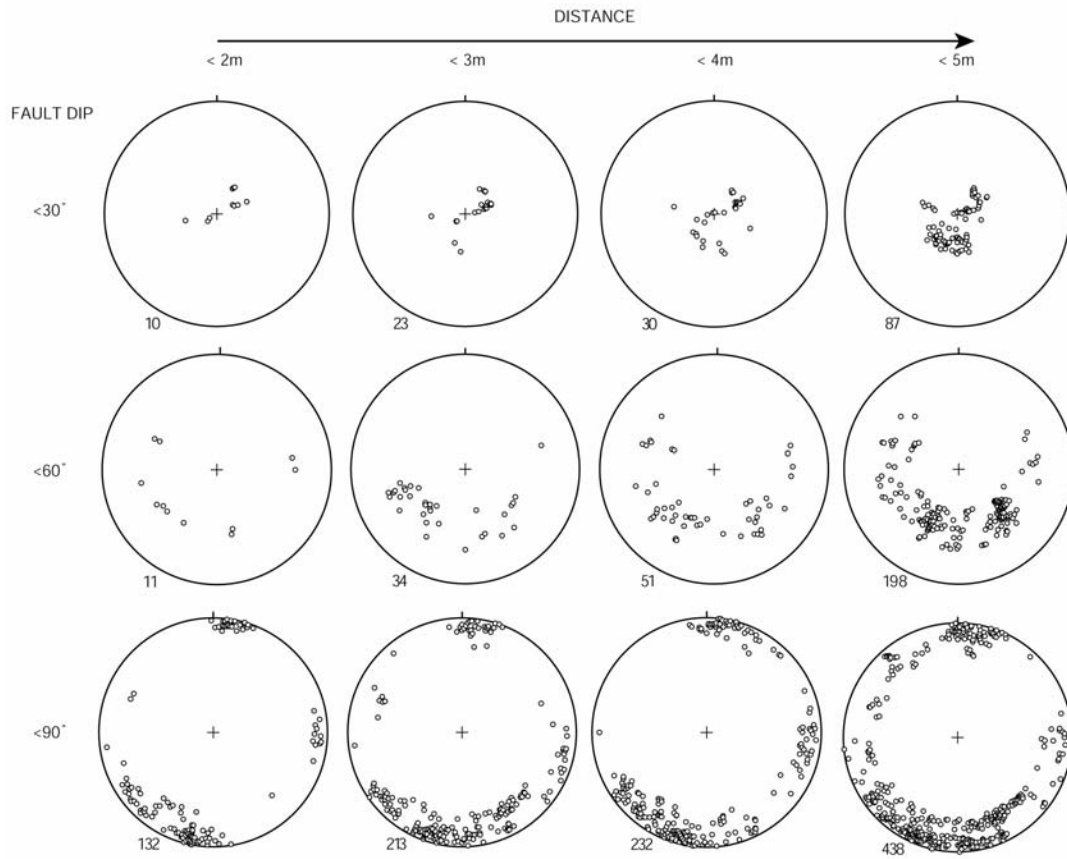 DISTANCE
< 2m < 3m < 4m < 5m
FAULT DIP
<30°
10 23 30 87
<60°
11 34 51 198
<90°
132 213 232 438